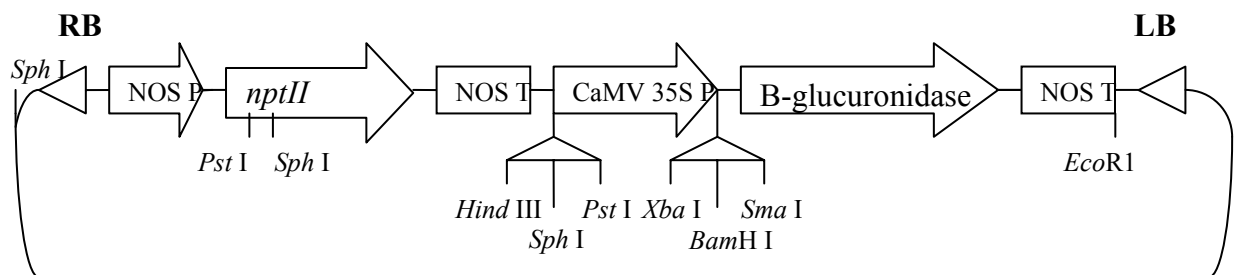 RB LB
Sph I
NOS P nptII NOS T CaMV 35S P B-glucuronidase NOS T
Pst I Sph I EcoR1
Hind III Pst I Xba I Sma I
Sph I BamH I